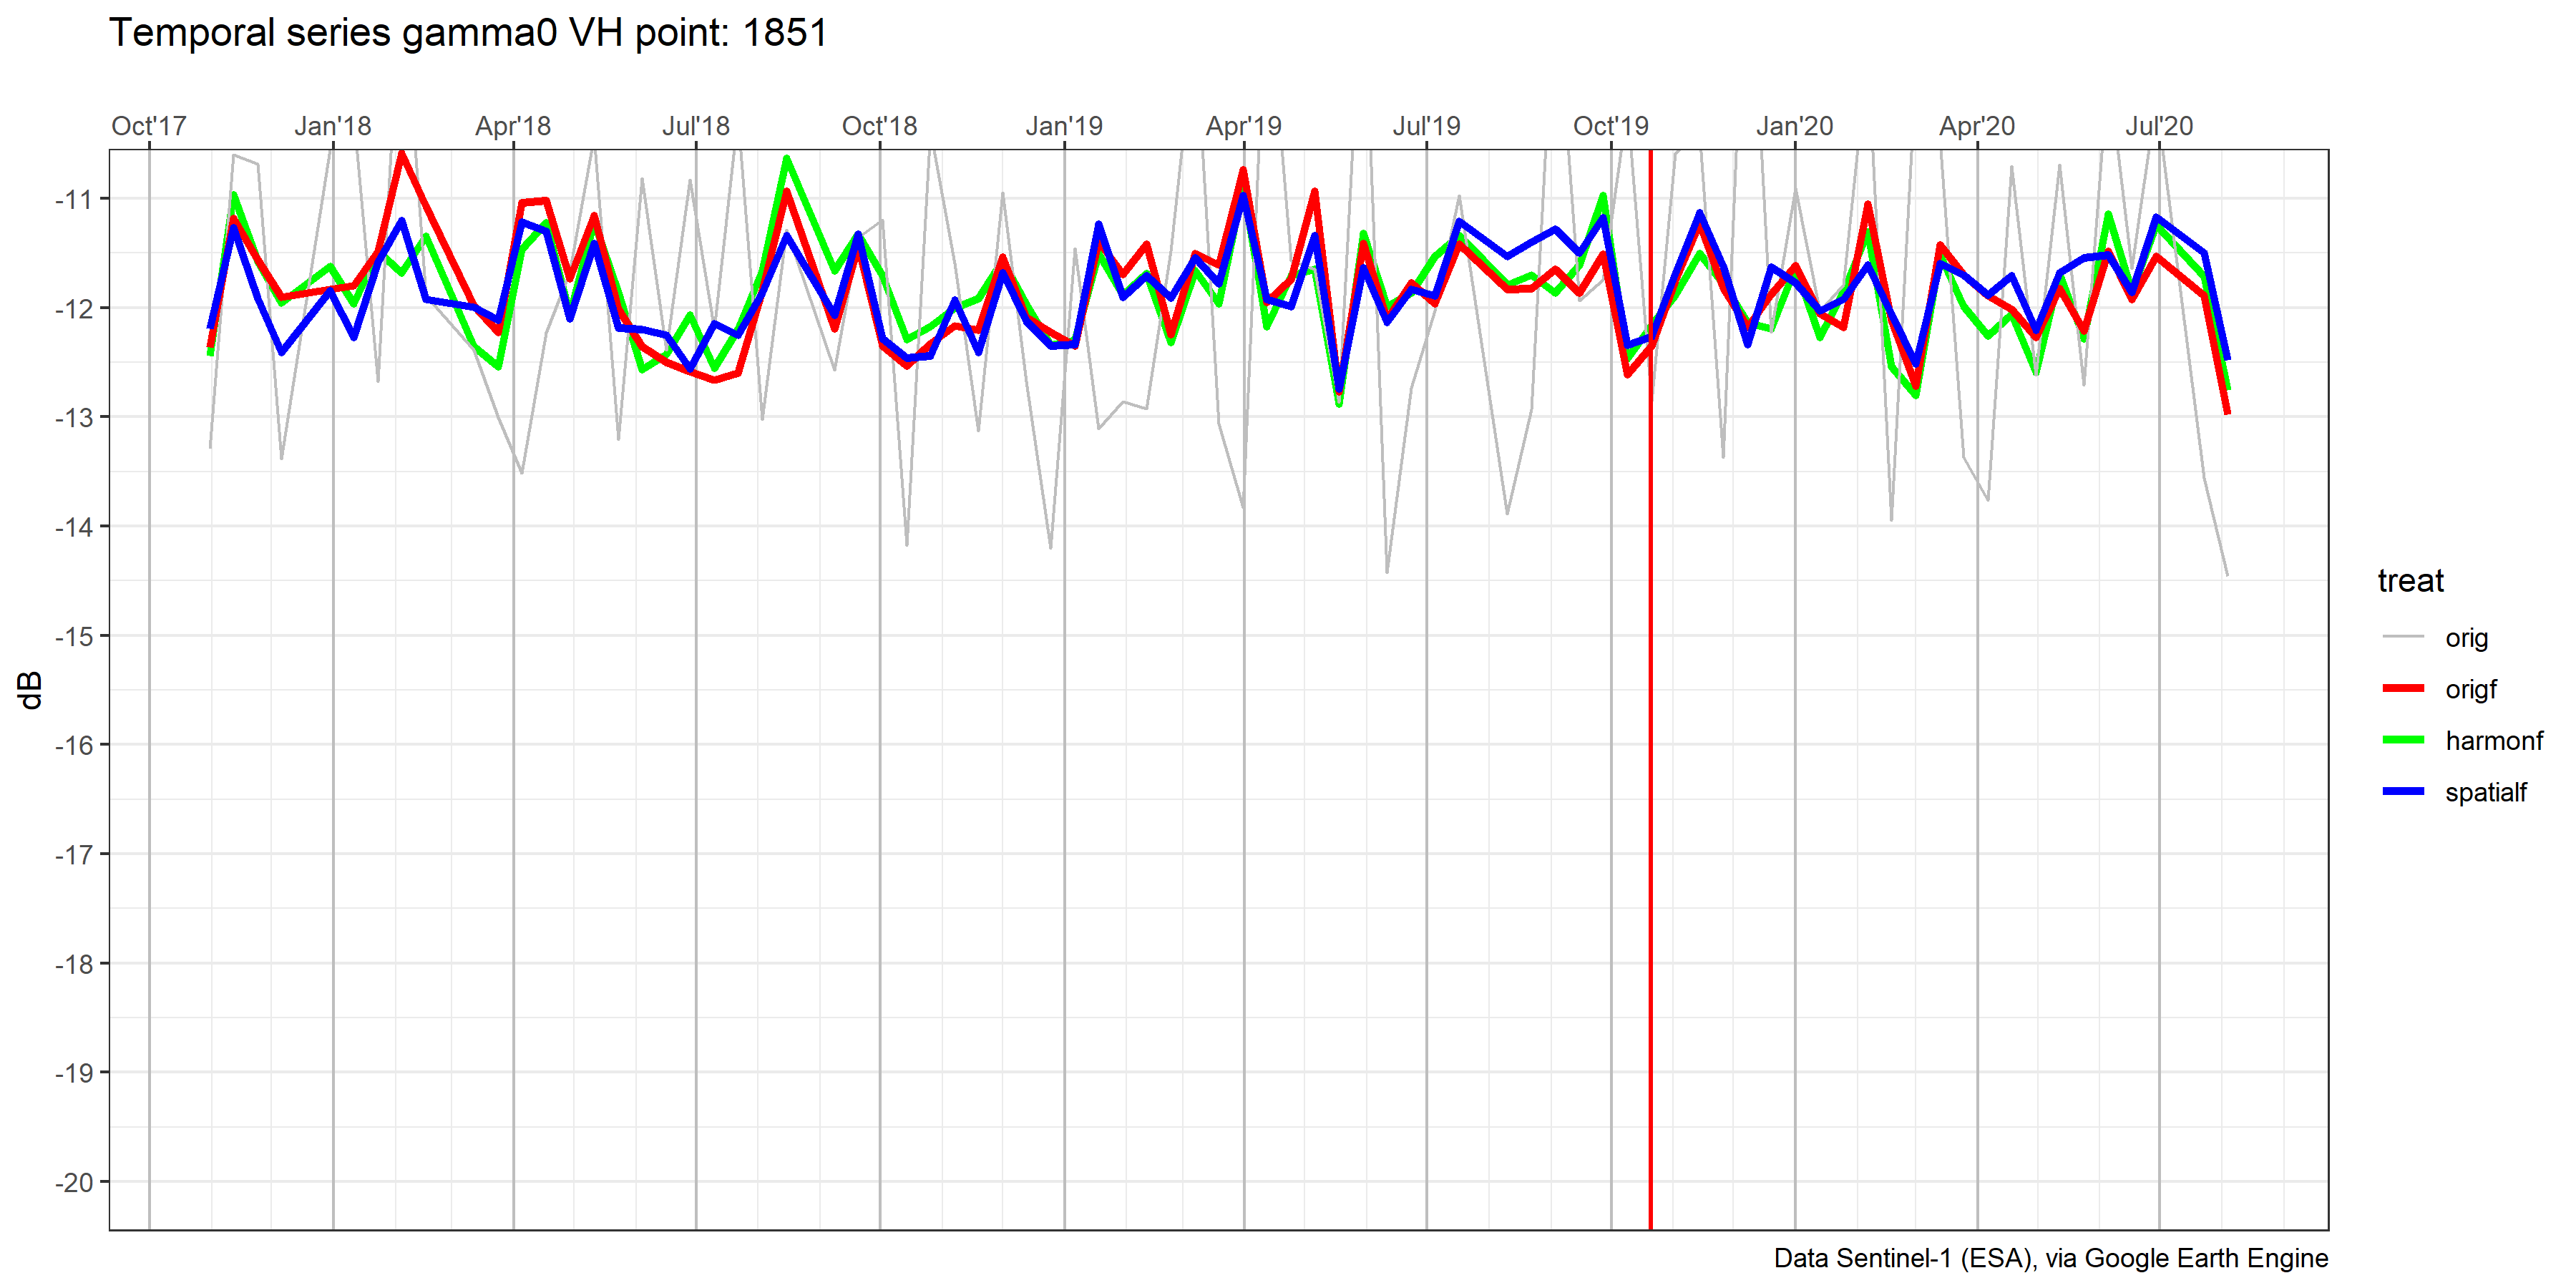 Temporal series gamma0 VH point: 1851
Oct'17 Jan'18 Apr'18 Jul'18 Oct'18 Jan'19 Apr'19 Jul'19 Oct'19 Jan'20 Apr'20 Jul'20
-11
-12
-13
-14
-15
-16
-17
-18
-19
-20
dB
treat
orig
origf
harmonf
spatialf
Data Sentinel-1 (ESA), via Google Earth Engine